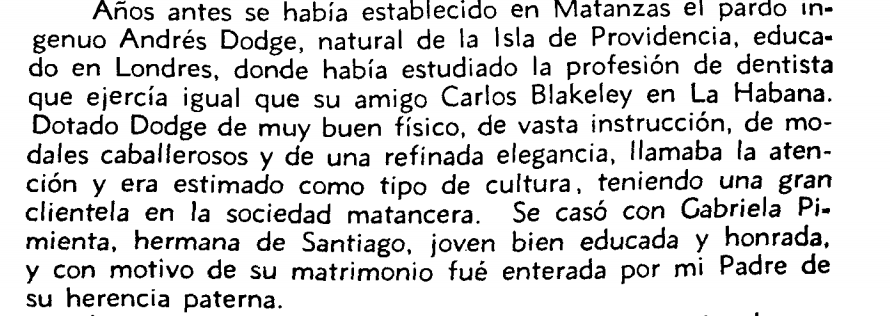 Años antes se había establecido en Matanzas el pardo in-
genuo Andrés Dodge, natural de la Isla de Providencia, educa-
do en Londres, donde había estudiado la profesión de dentista
que ejercía igual que su amigo Carlos Blakeley en La Habana.
Dotado Dodge de muy buen físico, de vasta instrucción, de mo-
dales caballerosos y de una refinada elegancia, llamaba la aten-
ción y era estimado como tipo de cultura, teniendo una gran
clientela en la sociedad matancera. Se casó con Gabriela Pi-
mienta, hermana de Santiago, joven bien educada y honrada,
y con motivo de su matrimonio fué enterada por mi Padre de
su herencia paterna.